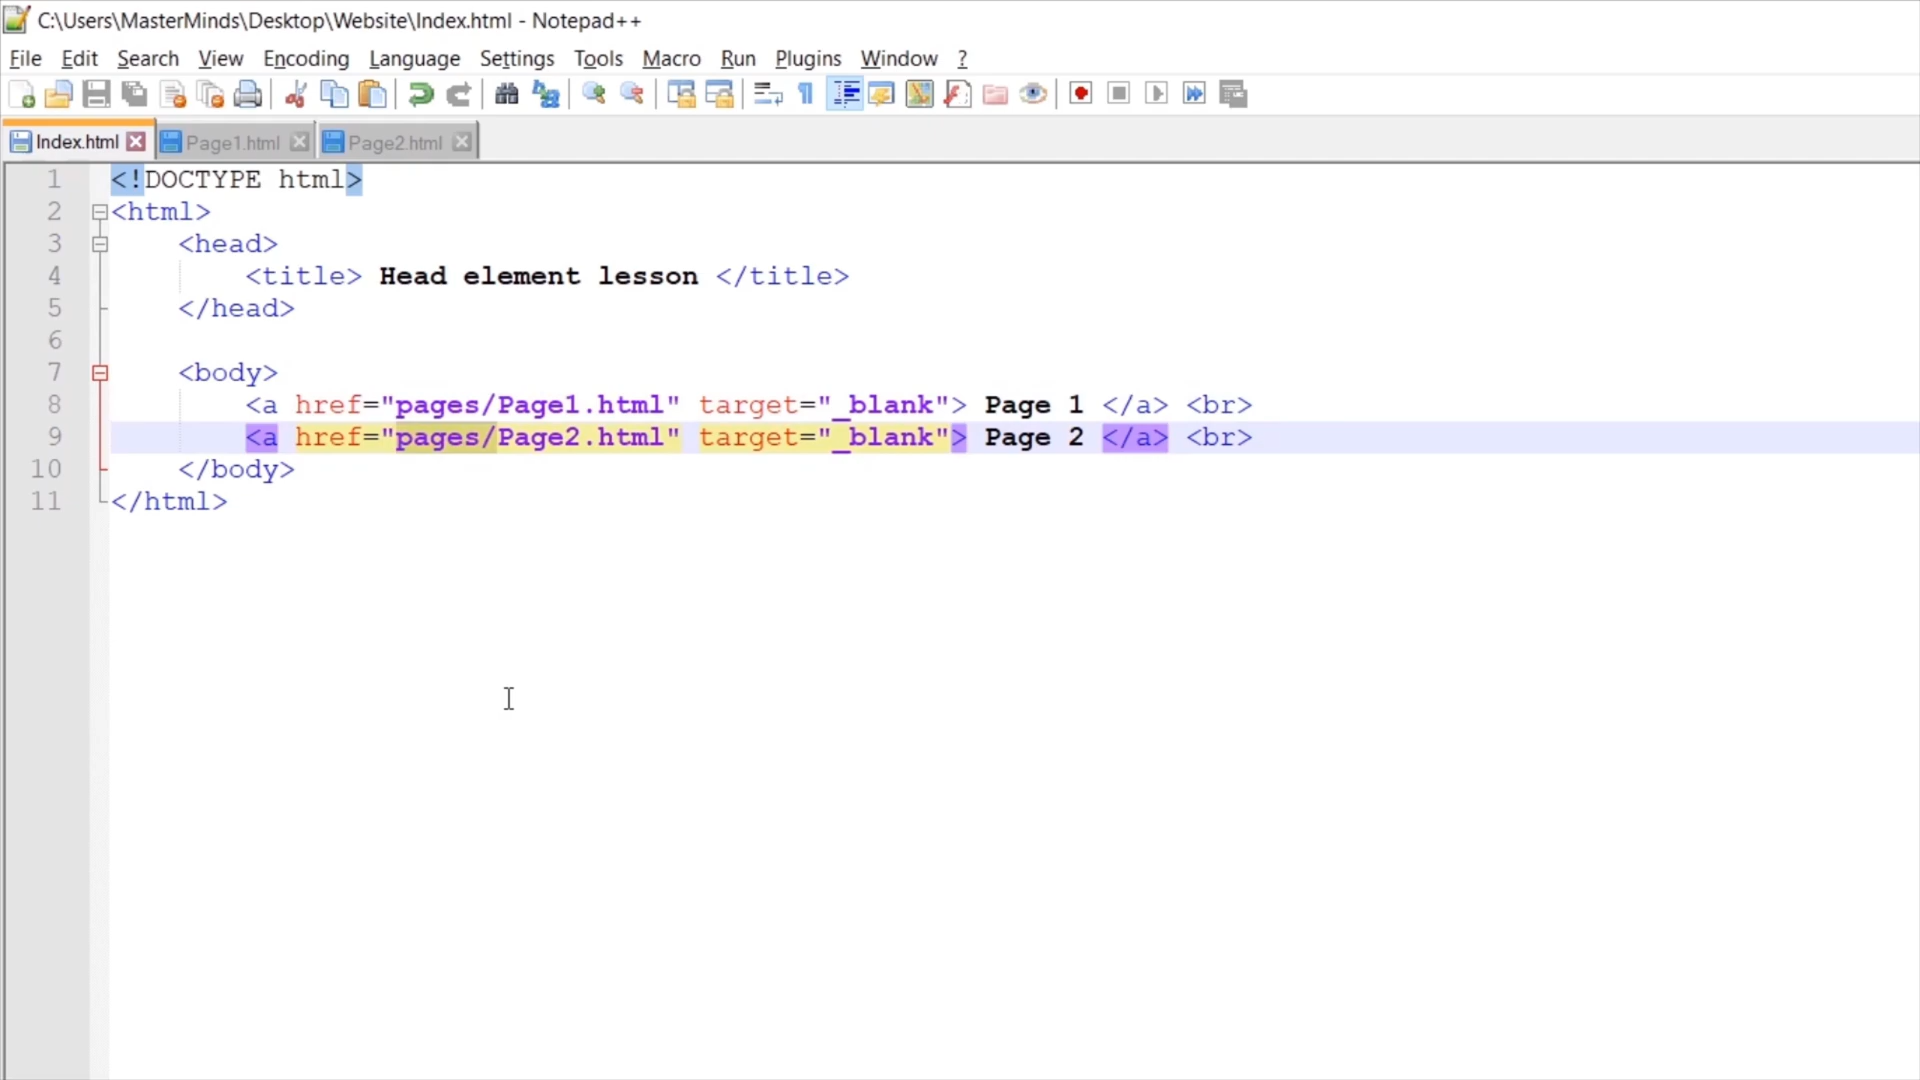 C:\Users\MasterMinds\Desktop\Website\Index.html - Notepad++
File Edit Search View Encoding Language Settings Tools Macro Run Plugins Window ?
Index.html Page1.html Page2.html
1 <!DOCTYPE html>
2 <html>
3 <head>
4 <title> Head element lesson </title>
5 </head>
6
7 <body>
8 <a href="pages/Page1.html" target="_blank"> Page 1 </a> <br>
9 <a href="pages/Page2.html" target="_blank"> Page 2 </a> <br>
10 </body>
11 </html>